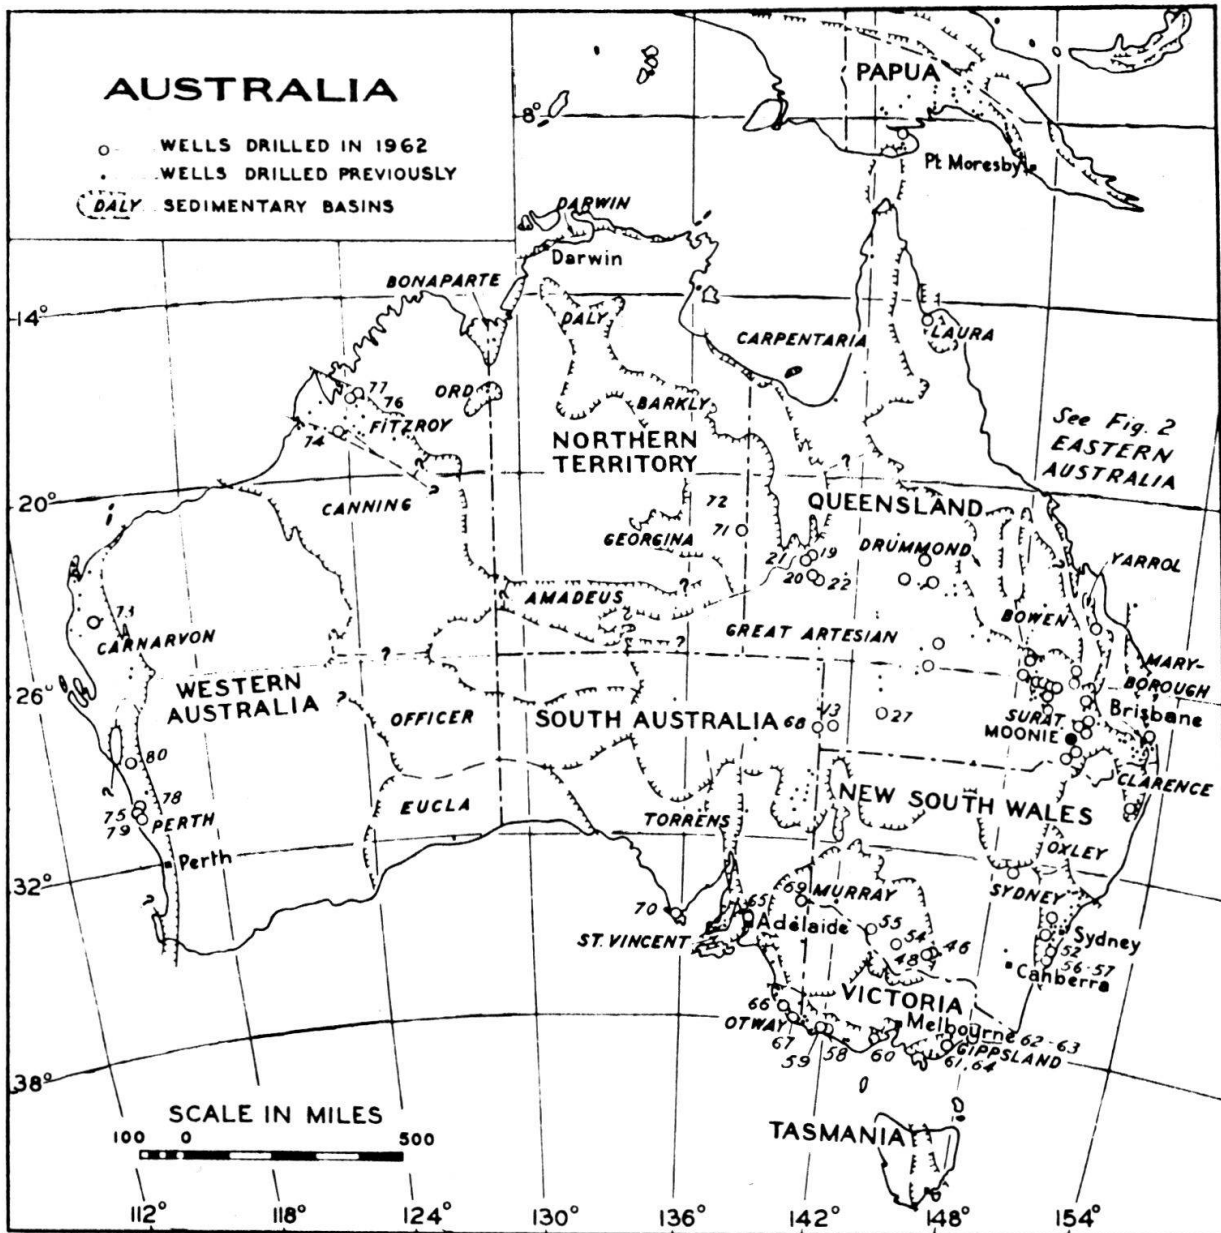 AUSTRALIA
WELLS DRILLED IN 1962
WELLS DRILLED PREVIOUSLY
DALY SEDIMENTARY BASINS
PAPUA
8°
Pt Moresby
DARWIN
Darwin
BONAPARTE
14°
DALY
CARPENTARIA
LAURA
ORD
77
76
FITZROY
74
BARKLY
NORTHERN
TERRITORY
See Fig. 2
EASTERN
AUSTRALIA
?
20°
CANNING
?
72
71
GEORGINA
QUEENSLAND
DRUMMOND
21
19
20
22
YARROL
?
?
?
AMADEUS
73
CARNARVON
GREAT ARTESIAN
BOWEN
MARY-
BOROUGH
?
?
26°
WESTERN
AUSTRALIA
?
OFFICER
SOUTH AUSTRALIA
68
13
27
SURAT
MOONIE
Brisbane
80
?
CLARENCE
78
75
79
PERTH
EUCLA
TORRENS
NEW SOUTH WALES
OXLEY
Perth
32°
?
70
65
69
MURRAY
SYDNEY
Adelaide
55
54
48
46
Sydney
52
56-57
Canberra
ST. VINCENT
VICTORIA
66
OTWAY
67
59
58
60
Melbourne
62-63
GIPPSLAND
61,64
38°
SCALE IN MILES
100 0 500
TASMANIA
112° 118° 124° 130° 136° 142° 148° 154°